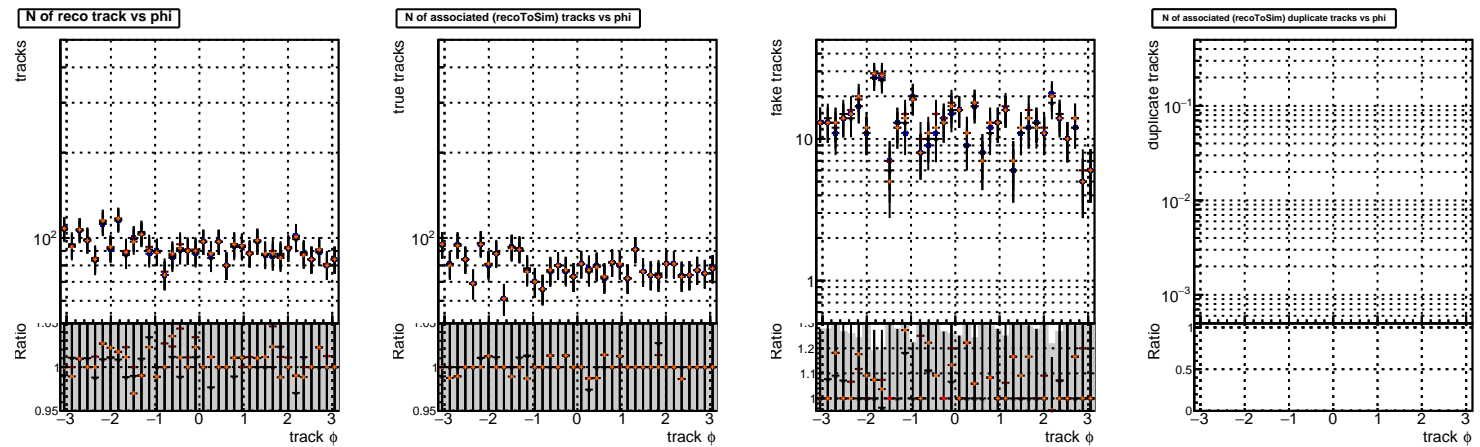 N of reco track vs phi
tracks
10²
Ratio
1.05
1
0.95
−3 −2 −1 0 1 2 3
track ϕ
N of associated (recoToSim) tracks vs phi
true tracks
10²
Ratio
1.05
1
0.95
−3 −2 −1 0 1 2 3
track ϕ
fake tracks
10
1
Ratio
1.3
1.2
1.1
1
−3 −2 −1 0 1 2 3
track ϕ
N of associated (recoToSim) duplicate tracks vs phi
duplicate tracks
10⁻¹
10⁻²
10⁻³
Ratio
1
0.5
0
−3 −2 −1 0 1 2 3
track ϕ